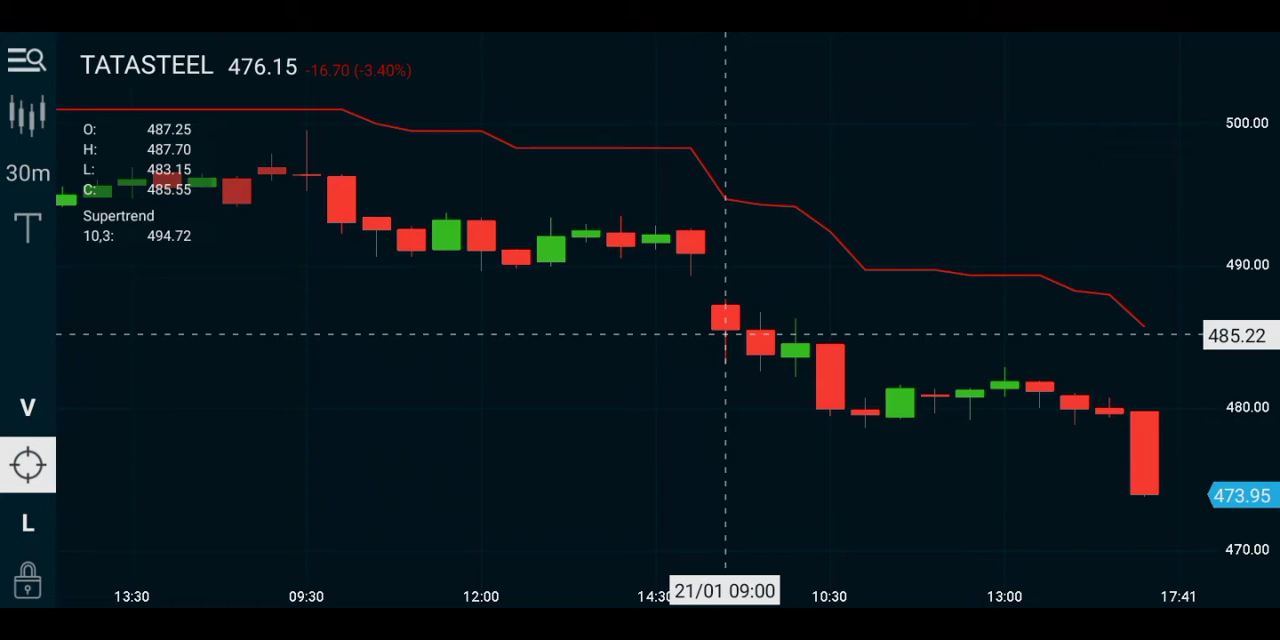 TATASTEEL 476.15 -16.70 (-3.40%)
O: 487.25
H: 487.70
L: 483.15
C: 485.55
Supertrend
10,3: 494.72
30m
T
V
L
500.00
490.00
485.22
480.00
473.95
470.00
13:30 09:30 12:00 14:30 21/01 09:00 10:30 13:00 17:41